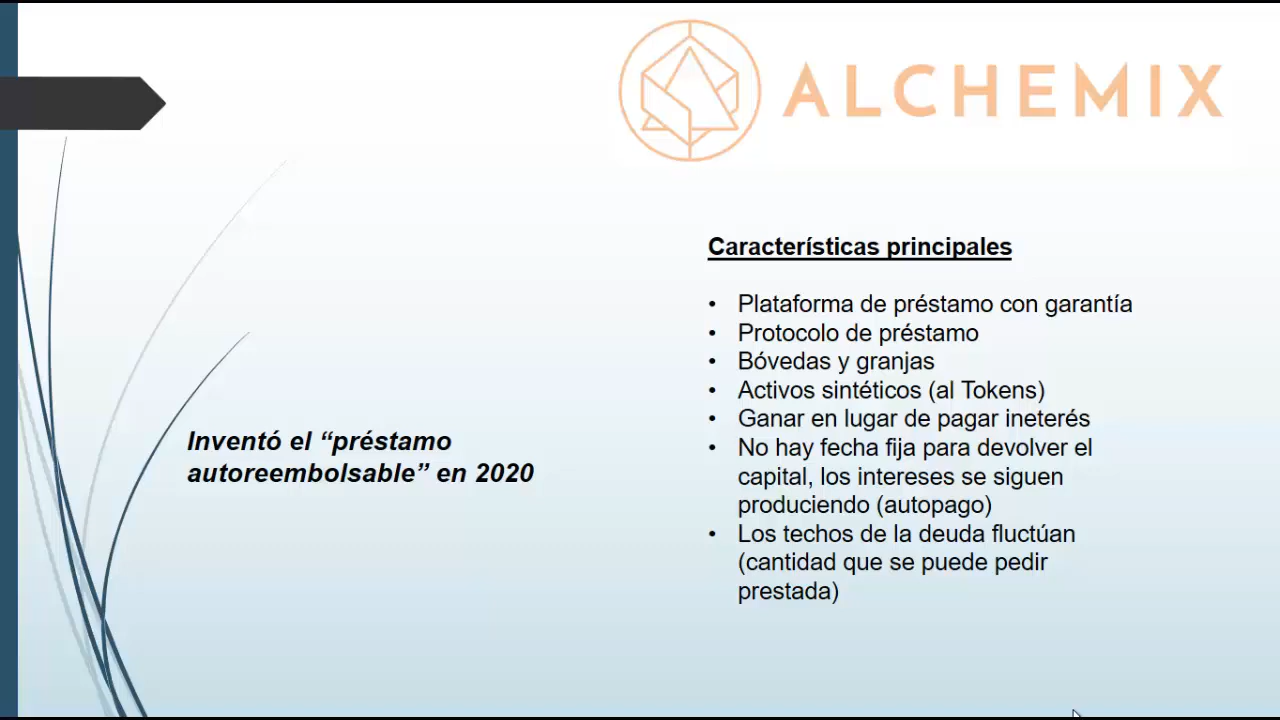 ALCHEMIX
Características principales
• Plataforma de préstamo con garantía
• Protocolo de préstamo
• Bóvedas y granjas
• Activos sintéticos (al Tokens)
• Ganar en lugar de pagar ineterés
• No hay fecha fija para devolver el
capital, los intereses se siguen
produciendo (autopago)
• Los techos de la deuda fluctúan
(cantidad que se puede pedir
prestada)
Inventó el “préstamo
autoreembolsable” en 2020